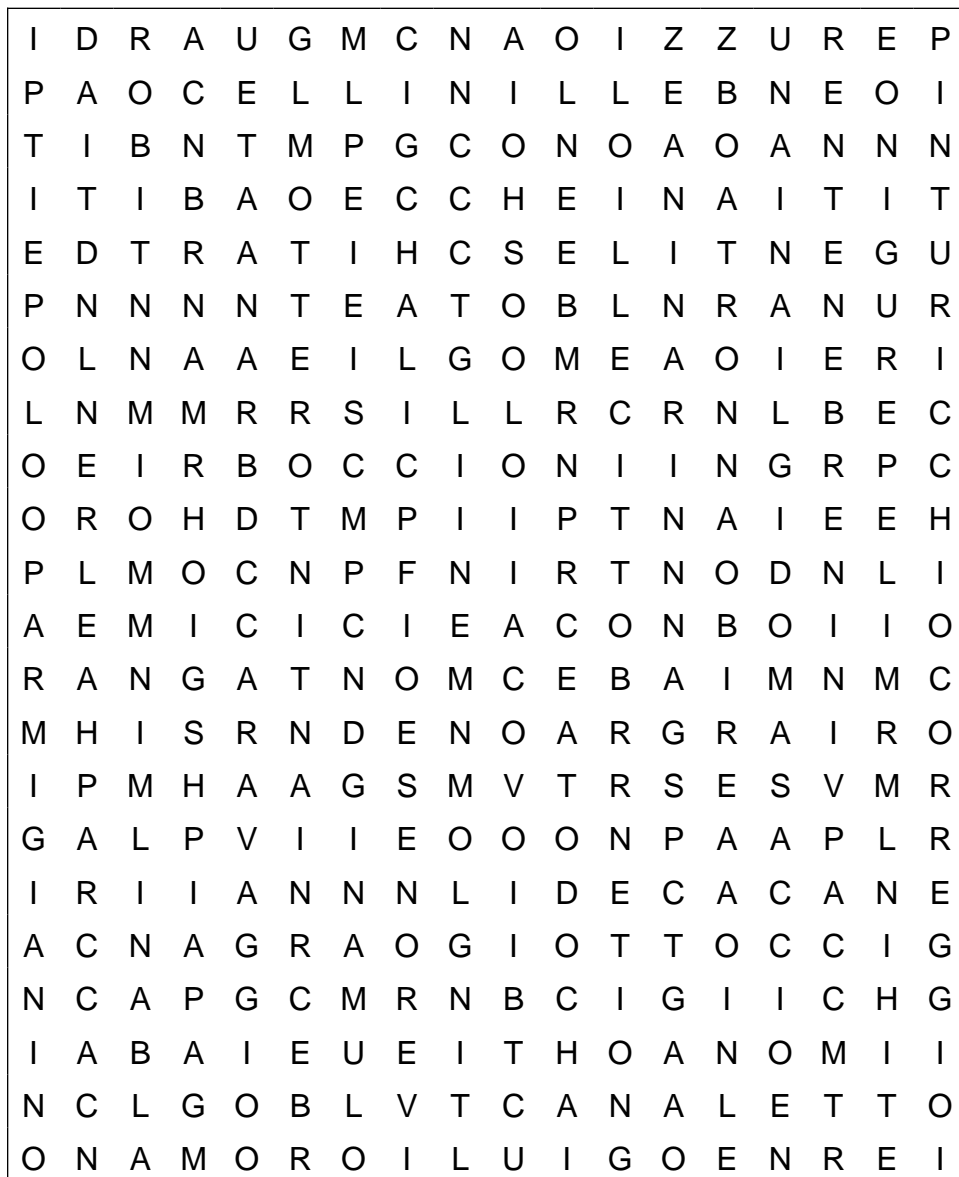 I D R A U G M C N A O I Z Z U R E P
P A O C E L L I N I L L E B N E O I
T I B N T M P G C O N O A O A N N N
I T I B A O E C C H E I N A I T I T
E D T R A T I H C S E L I T N E G U
P N N N N T E A T O B L N R A N U R
O L N A A E I L G O M E A O I E R I
L N M M R R S I L L R C R N L B E C
O E I R B O C C I O N I I N G R P C
O R O H D T M P I I P T N A I E E H
P L M O C N P F N I R T N O D N L I
A E M I C I C I E A C O N B O I I O
R A N G A T N O M C E B A I M N M C
M H I S R N D E N O A R G R A I R O
I P M H A A G S M V T R S E S V M R
G A L P V I I E O O O N P A A P L R
I R I I A N N N L I D E C A C A N E
A C N A G R A O G I O T T O C C I G
N C A P G C M R N B C I G I I C H G
I A B A I E U E I T H O A N O M I I
N C L G O B L V T C A N A L E T T O
O N A M O R O I L U I G O E N R E I